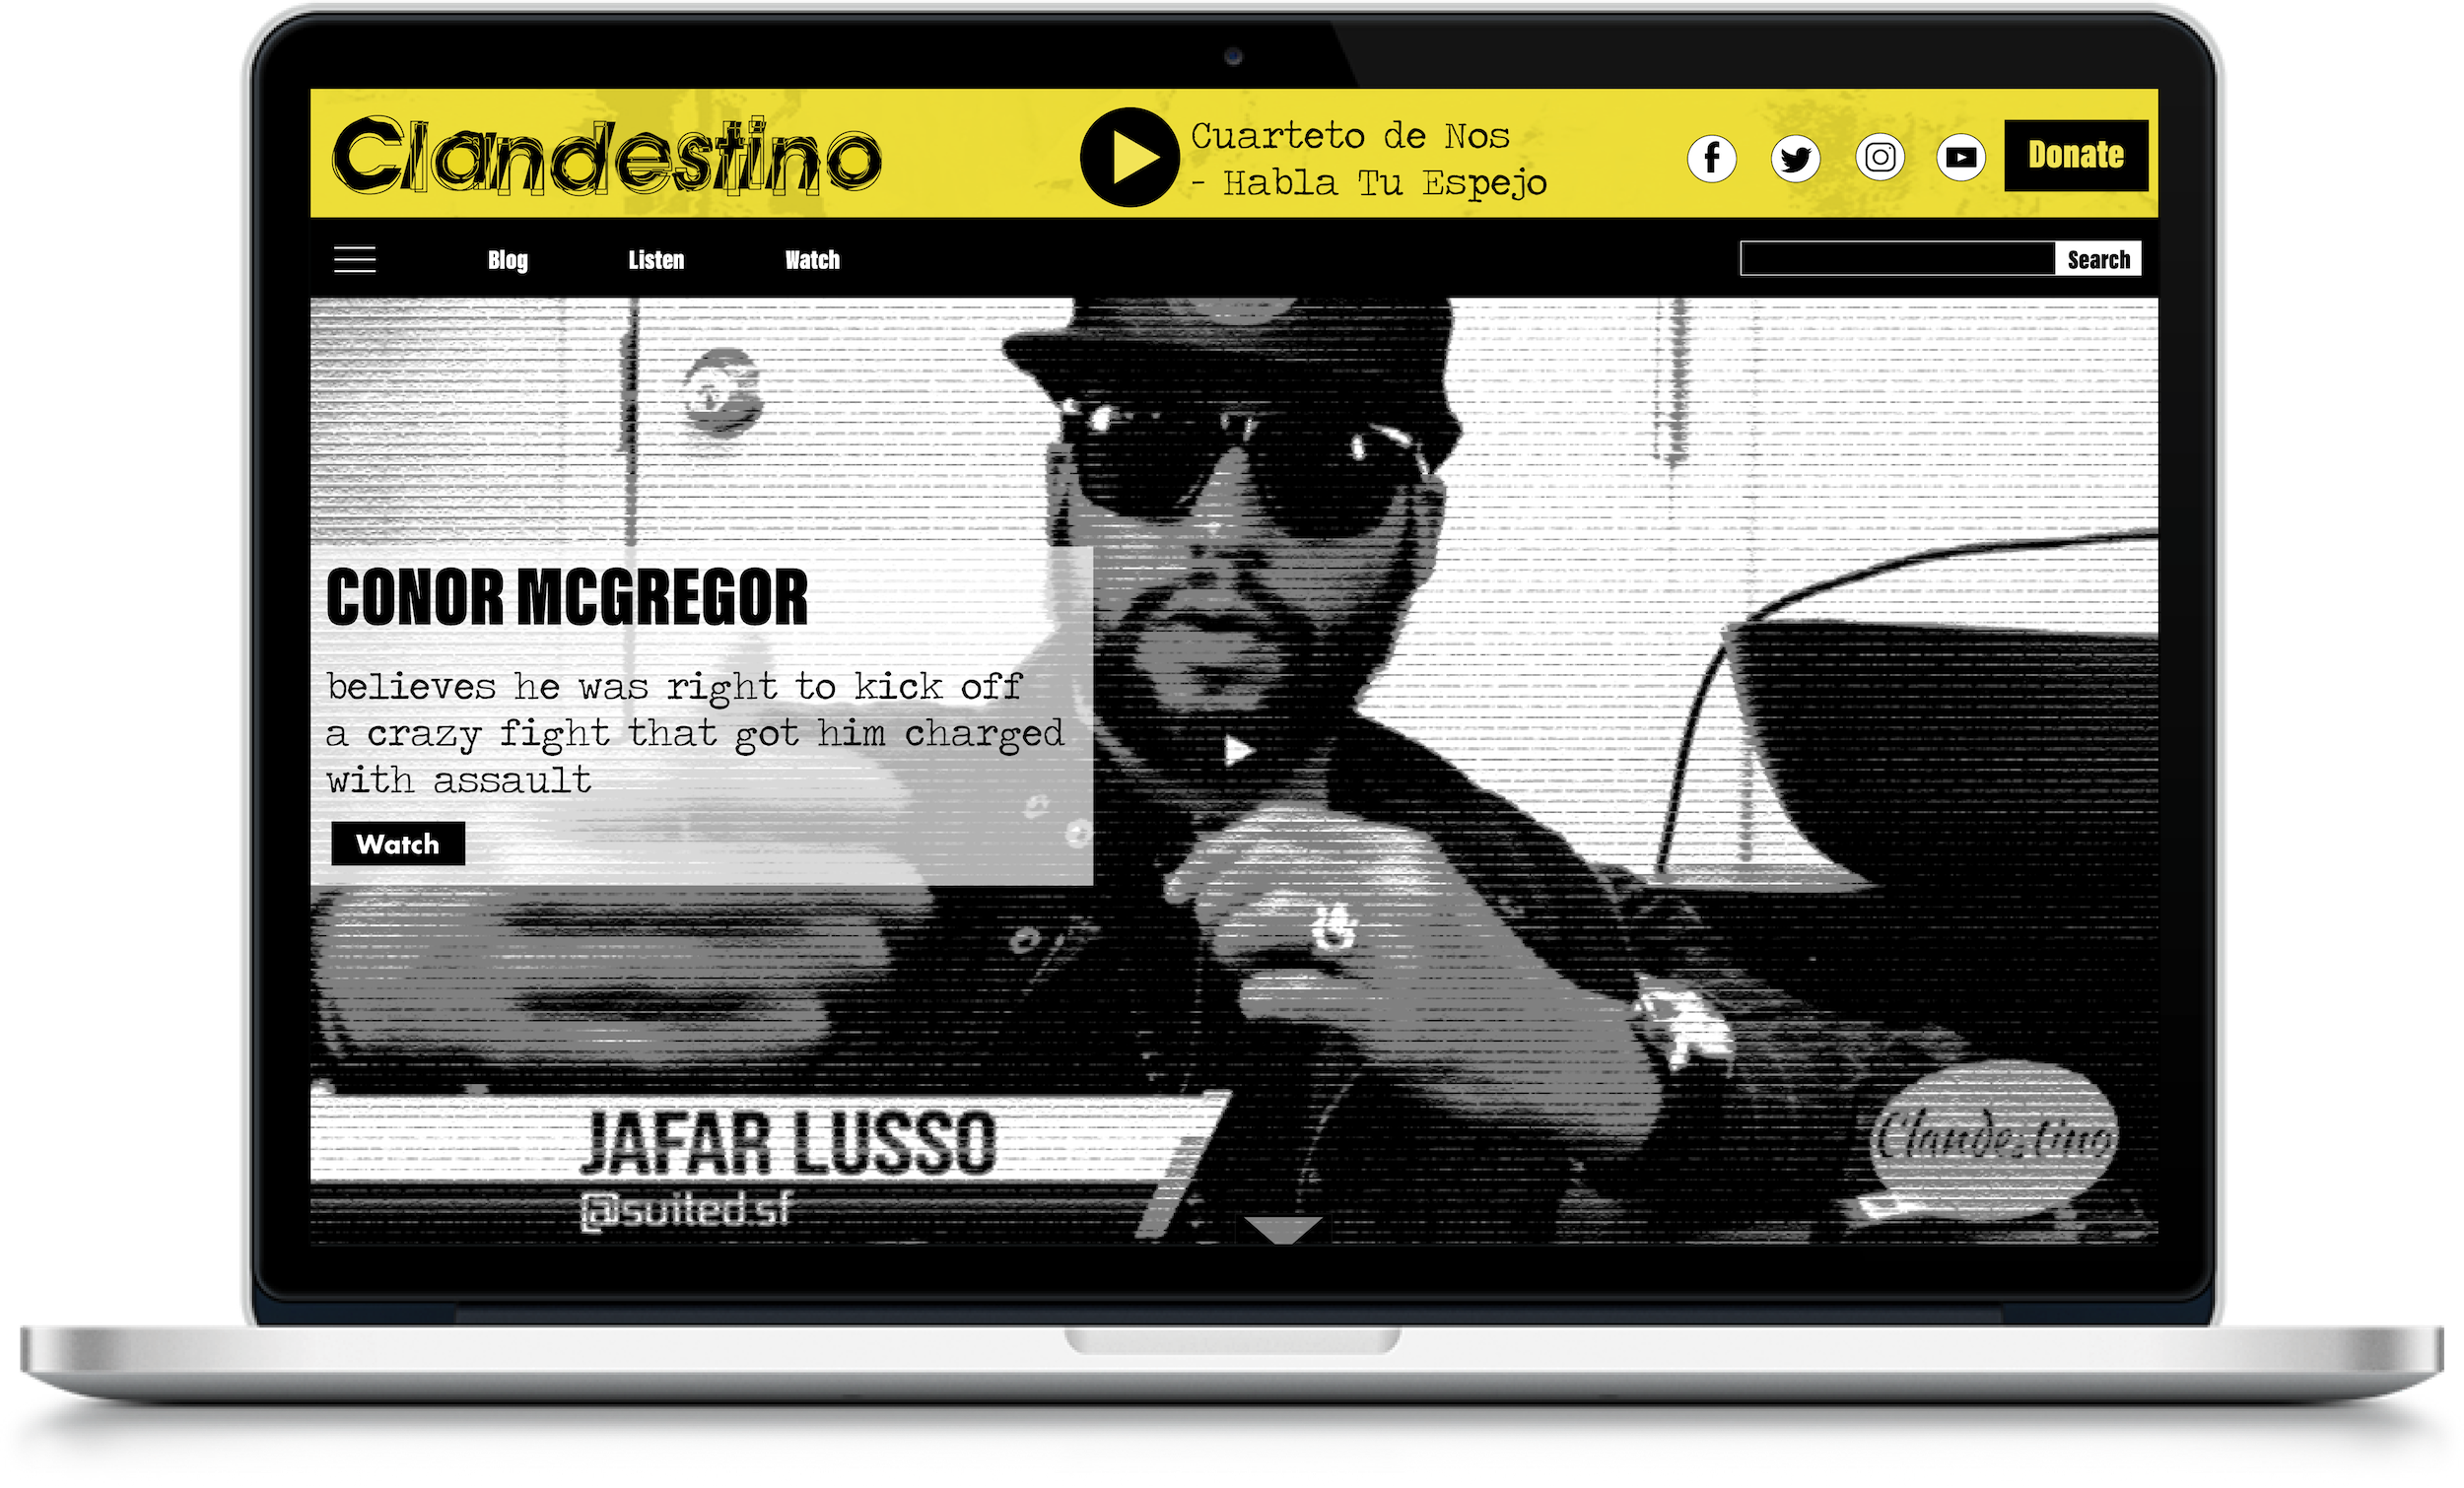 Clandestino
Cuarteto de Nos
- Habla Tu Espejo
Donate
Blog
Listen
Watch
Search
CONOR MCGREGOR
believes he was right to kick off
a crazy fight that got him charged
with assault
Watch
JAFAR LUSSO
@suited.sf
Clandestino